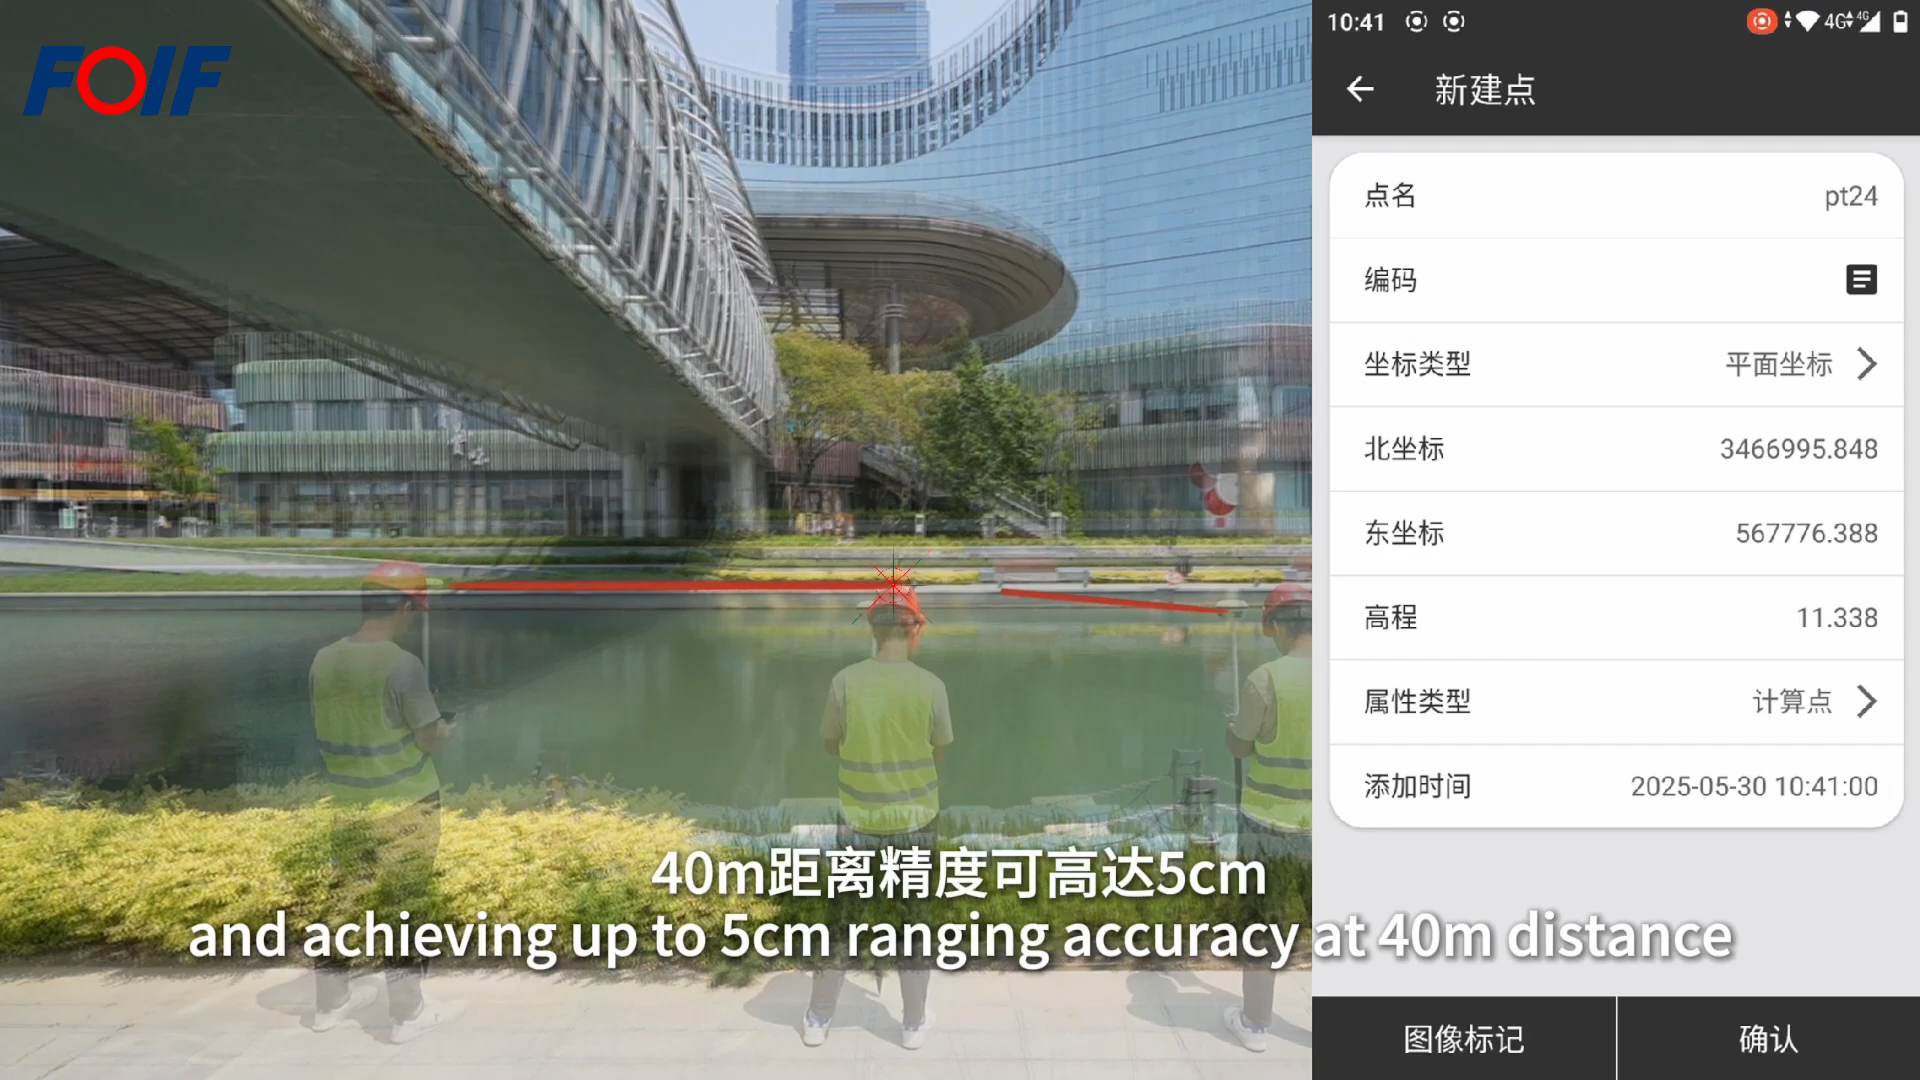 FOIF
10:41
4G 4G
新建点
点名 pt24
编码
坐标类型 平面坐标
北坐标 3466995.848
东坐标 567776.388
高程 11.338
属性类型 计算点
添加时间 2025-05-30 10:41:00
40m距离精度可高达5cm
and achieving up to 5cm ranging accuracy at 40m distance
图像标记 确认